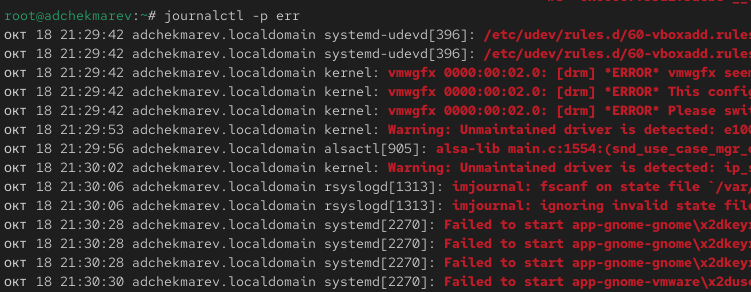 root@adchekmarev:~# journalctl -p err
окт 18 21:29:42 adchekmarev.localdomain systemd-udevd[396]: /etc/udev/rules.d/60-vboxadd.rules
окт 18 21:29:42 adchekmarev.localdomain systemd-udevd[396]: /etc/udev/rules.d/60-vboxadd.rules
окт 18 21:29:42 adchekmarev.localdomain kernel: vmwgfx 0000:00:02.0: [drm] *ERROR* vmwgfx see
окт 18 21:29:42 adchekmarev.localdomain kernel: vmwgfx 0000:00:02.0: [drm] *ERROR* This confi
окт 18 21:29:42 adchekmarev.localdomain kernel: vmwgfx 0000:00:02.0: [drm] *ERROR* Please swi
окт 18 21:29:53 adchekmarev.localdomain kernel: Warning: Unmaintained driver is detected: e100
окт 18 21:29:56 adchekmarev.localdomain alsactl[905]: alsa-lib main.c:1554:(snd_use_case_mgr_
окт 18 21:30:02 adchekmarev.localdomain kernel: Warning: Unmaintained driver is detected: ip_
окт 18 21:30:06 adchekmarev.localdomain rsyslogd[1313]: imjournal: fscanf on state file `/var/
окт 18 21:30:06 adchekmarev.localdomain rsyslogd[1313]: imjournal: ignoring invalid state file
окт 18 21:30:28 adchekmarev.localdomain systemd[2270]: Failed to start app-gnome-gnome\x2dkey
окт 18 21:30:28 adchekmarev.localdomain systemd[2270]: Failed to start app-gnome-gnome\x2dkey
окт 18 21:30:28 adchekmarev.localdomain systemd[2270]: Failed to start app-gnome-gnome\x2dkey
окт 18 21:30:30 adchekmarev.localdomain systemd[2270]: Failed to start app-gnome-vmware\x2dus